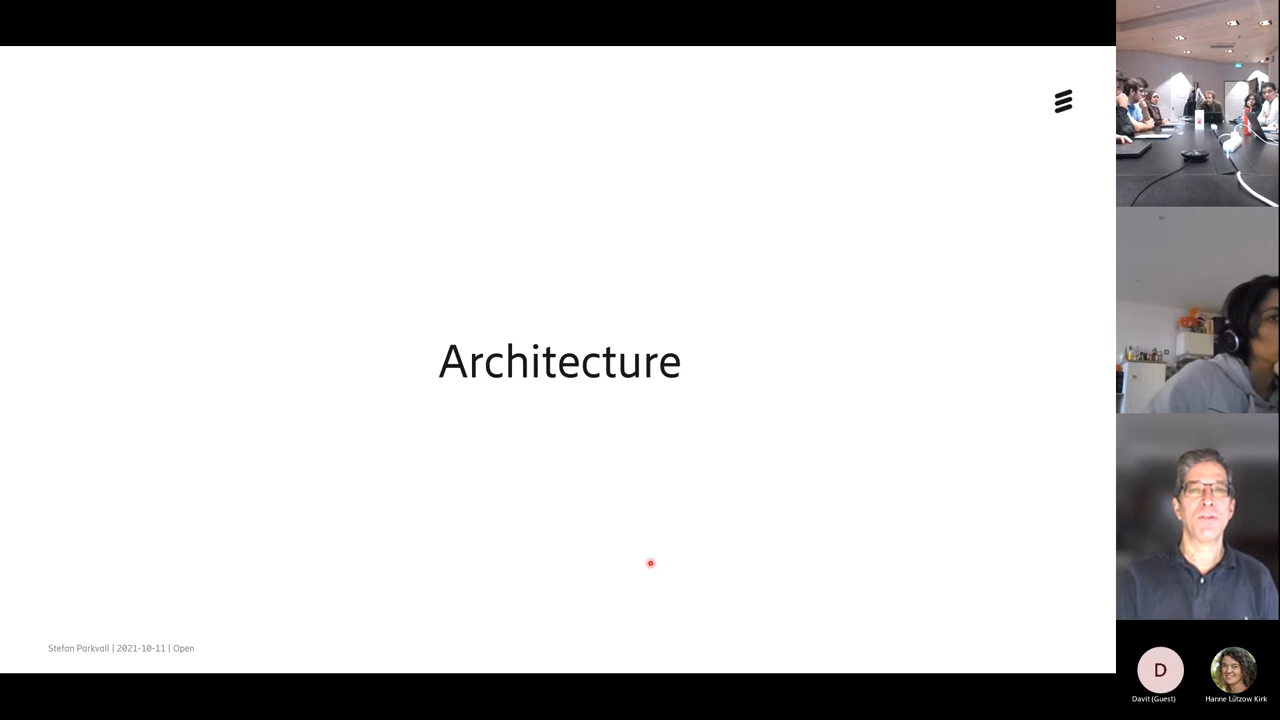 Architecture
Stefan Parkvall | 2021-10-11 | Open
D
Davit (Guest)
Hanne Lützow Kirk